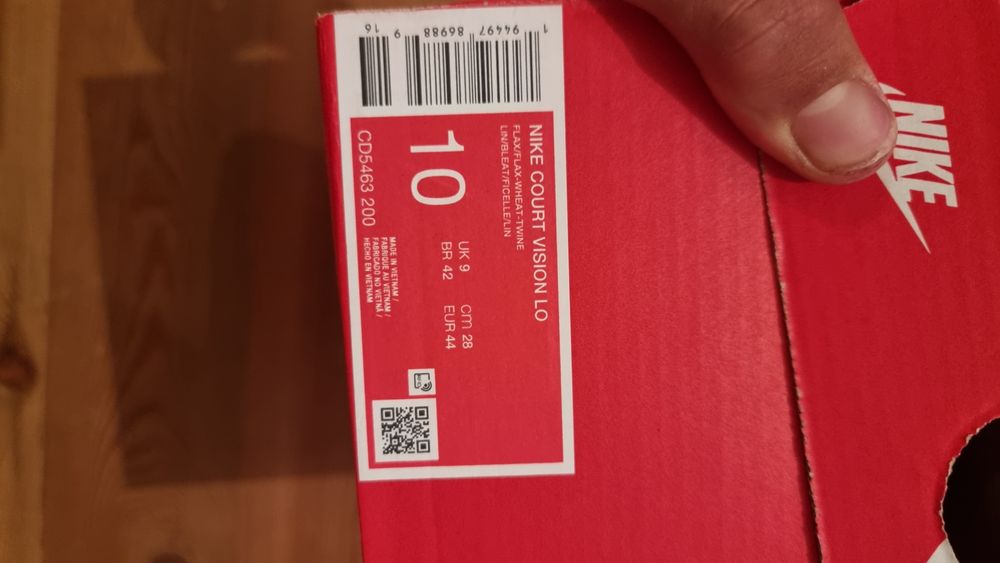 NIKE COURT VISION LO
FLAX/FLAX-WHEAT-TWINE
LIN/BLEAT/FICELLE/LIN
10
UK 9 cm 28
BR 42 EUR 44
MADE IN VIETNAM /
FABRIQUE AU VIETNAM /
FABRICADO NO VIETNÃ /
HECHO EN VIETNAM
CD5463 200
1 94497 86988 9 16
NIKE